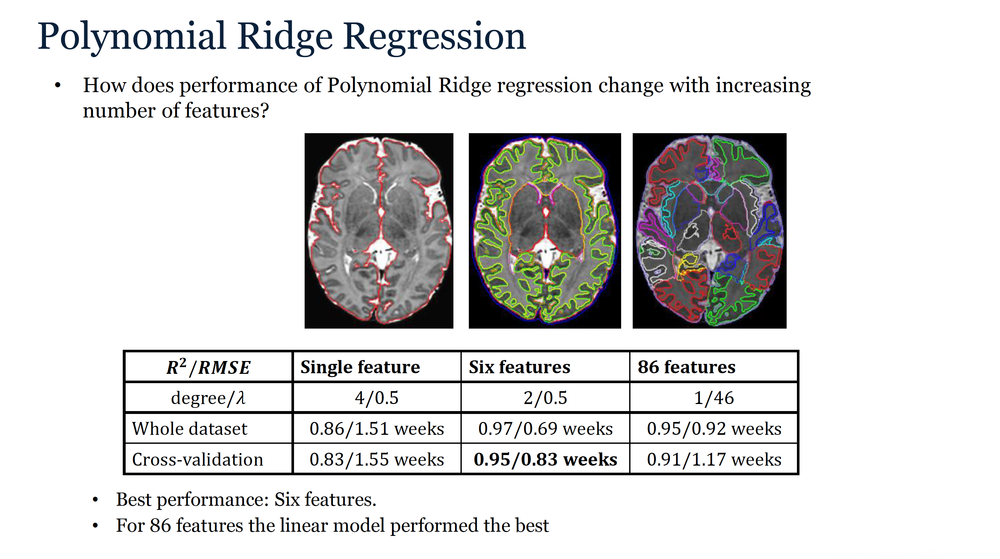 Polynomial Ridge Regression
• How does performance of Polynomial Ridge regression change with increasing
number of features?
R²/RMSE Single feature Six features 86 features
degree/λ 4/0.5 2/0.5 1/46
Whole dataset 0.86/1.51 weeks 0.97/0.69 weeks 0.95/0.92 weeks
Cross-validation 0.83/1.55 weeks 0.95/0.83 weeks 0.91/1.17 weeks
• Best performance: Six features.
• For 86 features the linear model performed the best